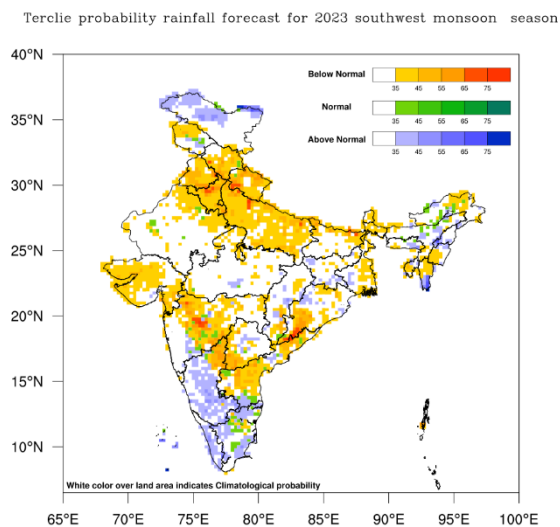 Terclie probability rainfall forecast for 2023 southwest monsoon season
40°N
35°N
30°N
25°N
20°N
15°N
10°N
Below Normal
35 45 55 65 75
Normal
35 45 55 65 75
Above Normal
35 45 55 65 75
White color over land area indicates Climatological probability
65°E 70°E 75°E 80°E 85°E 90°E 95°E 100°E